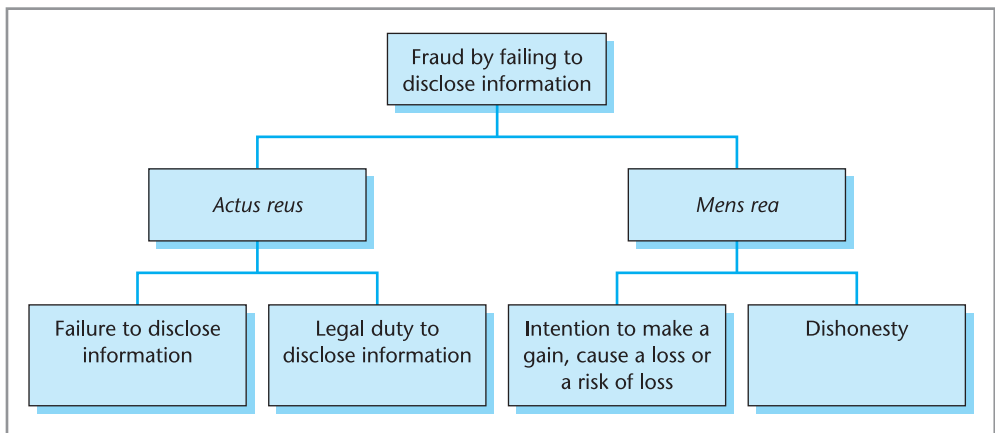 Fraud by failing to
disclose information
Actus reus
Mens rea
Failure to disclose
information
Legal duty to
disclose information
Intention to make a
gain, cause a loss or
a risk of loss
Dishonesty